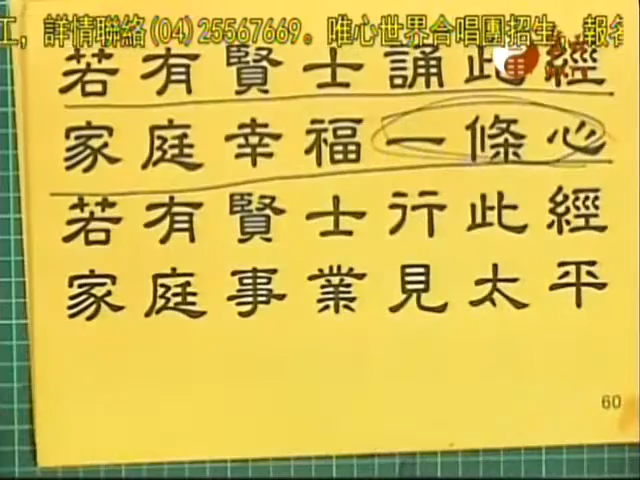 工，詳情聯絡(04)25567669。唯心世界合唱團招生，報名
若有賢士誦此經
家庭幸福一條心
若有賢士行此經
家庭事業見太平
60